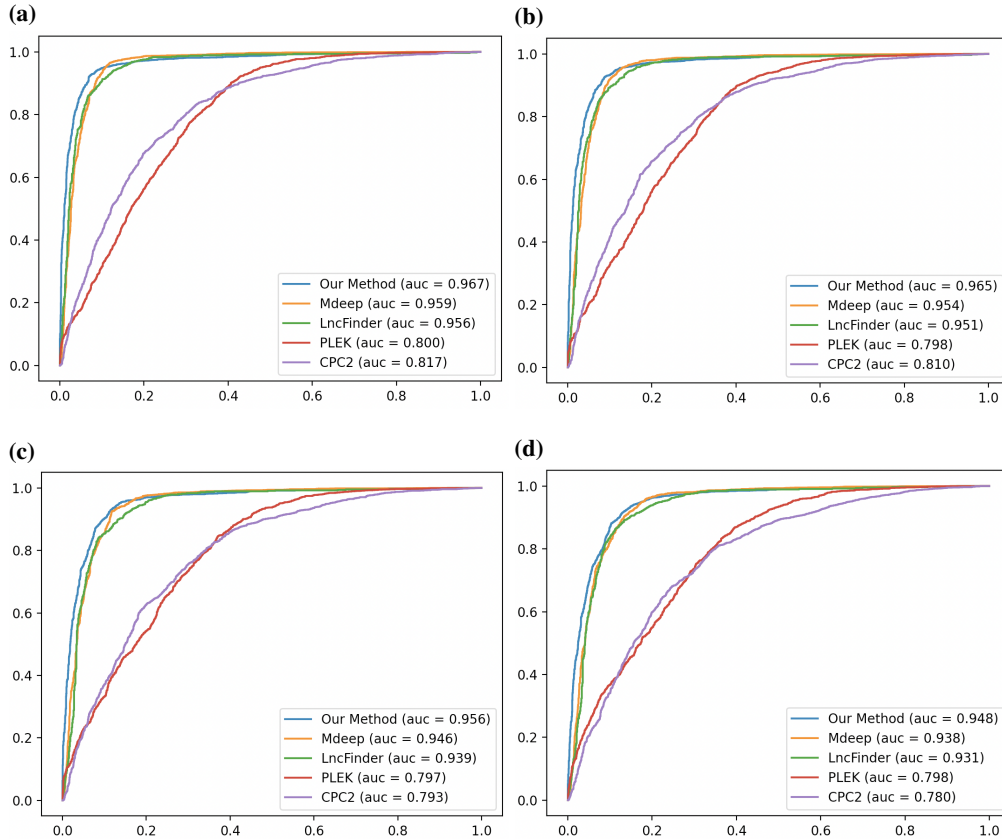 (a)
1.0
0.8
0.6
0.4
0.2
0.0
Our Method (auc = 0.967)
Mdeep (auc = 0.959)
LncFinder (auc = 0.956)
PLEK (auc = 0.800)
CPC2 (auc = 0.817)
0.0 0.2 0.4 0.6 0.8 1.0
(b)
1.0
0.8
0.6
0.4
0.2
0.0
Our Method (auc = 0.965)
Mdeep (auc = 0.954)
LncFinder (auc = 0.951)
PLEK (auc = 0.798)
CPC2 (auc = 0.810)
0.0 0.2 0.4 0.6 0.8 1.0
(c)
1.0
0.8
0.6
0.4
0.2
0.0
Our Method (auc = 0.956)
Mdeep (auc = 0.946)
LncFinder (auc = 0.939)
PLEK (auc = 0.797)
CPC2 (auc = 0.793)
0.0 0.2 0.4 0.6 0.8 1.0
(d)
1.0
0.8
0.6
0.4
0.2
0.0
Our Method (auc = 0.948)
Mdeep (auc = 0.938)
LncFinder (auc = 0.931)
PLEK (auc = 0.798)
CPC2 (auc = 0.780)
0.0 0.2 0.4 0.6 0.8 1.0